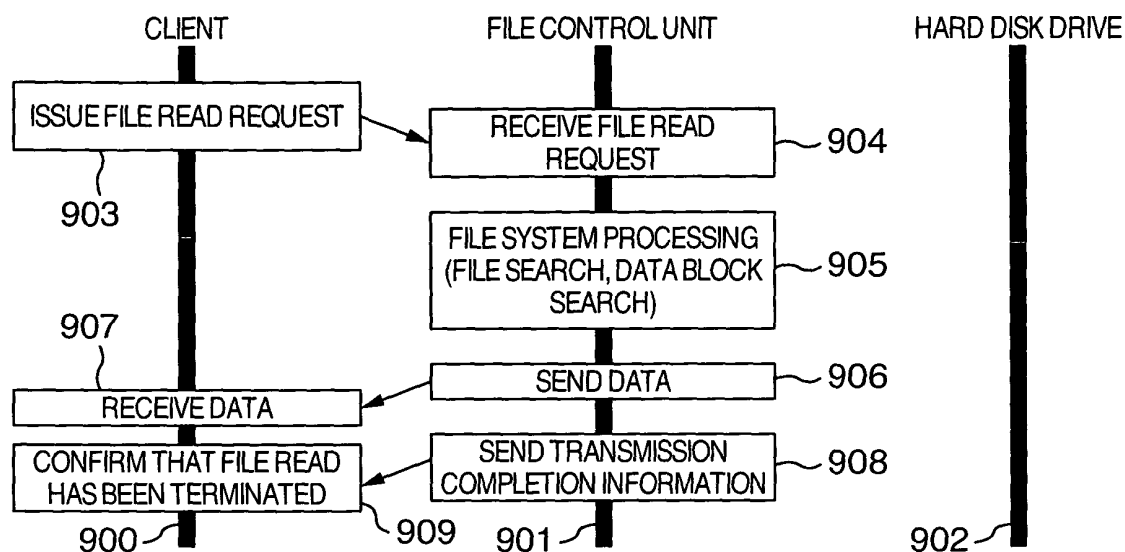 CLIENT
FILE CONTROL UNIT
HARD DISK DRIVE
ISSUE FILE READ REQUEST
903
RECEIVE FILE READ
REQUEST
904
FILE SYSTEM PROCESSING
(FILE SEARCH, DATA BLOCK
SEARCH)
905
907
SEND DATA
906
RECEIVE DATA
SEND TRANSMISSION
COMPLETION INFORMATION
908
CONFIRM THAT FILE READ
HAS BEEN TERMINATED
900
909
901
902